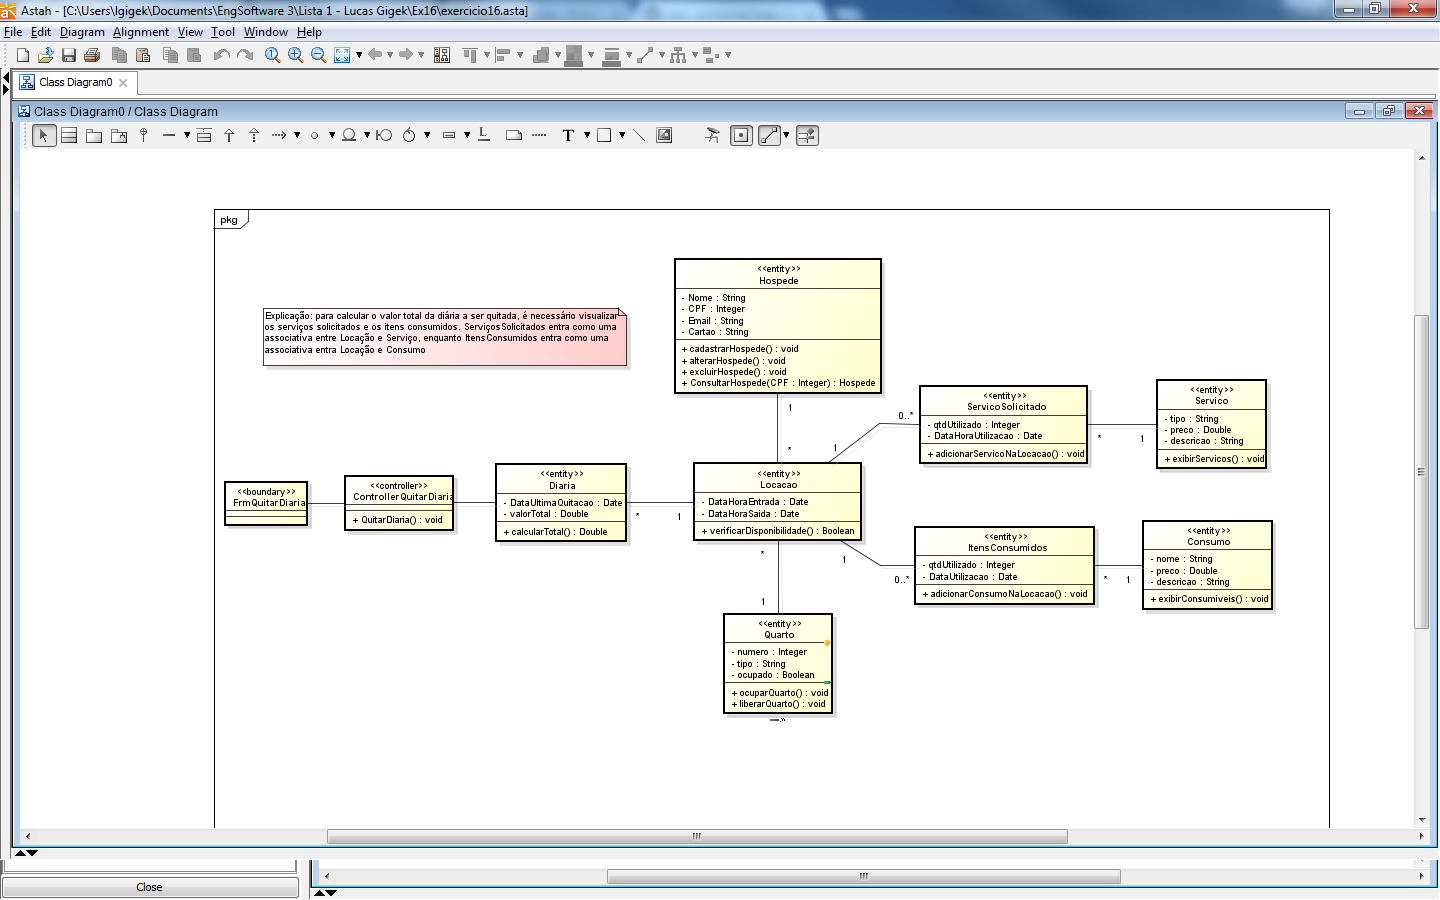 Astah - [C:\Users\lgigek\Documents\EngSoftware 3\Lista 1 - Lucas Gigek\Ex16\exercicio16.asta]
File Edit Diagram Alignment View Tool Window Help
Class Diagram0
Class Diagram0 / Class Diagram
T
pkg
<<entity>>
Hospede
- Nome : String
- CPF : Integer
- Email : String
- Cartao : String
+ cadastrarHospede() : void
+ alterarHospede() : void
+ excluirHospede() : void
+ ConsultarHospede(CPF : Integer) : Hospede
Explicação: para calcular o valor total da diária a ser quitada, é necessário visualizar
os serviços solicitados e os itens consumidos. ServiçosSolicitados entra como uma
associativa entre Locação e Serviço, enquanto ItensConsumidos entra como uma
associativa entra Locação e Consumo
1
*
1
0..*
<<entity>>
ServicoSolicitado
- qtdUtilizado : Integer
- DataHoraUtilizacao : Date
+ adicionarServicoNaLocacao() : void
*
1
<<entity>>
Servico
- tipo : String
- preco : Double
- descricao : String
+ exibirServicos() : void
<<boundary>>
FrmQuitarDiaria
<<controller>>
ControllerQuitarDiaria
+ QuitarDiaria() : void
<<entity>>
Diaria
- DataUltimaQuitacao : Date
- valorTotal : Double
+ calcularTotal() : Double
*
1
<<entity>>
Locacao
- DataHoraEntrada : Date
- DataHoraSaida : Date
+ verificarDisponibilidade() : Boolean
*
1
1
0..*
<<entity>>
ItensConsumidos
- qtdUtilizado : Integer
- DataUtilizacao : Date
+ adicionarConsumoNaLocacao() : void
*
1
<<entity>>
Consumo
- nome : String
- preco : Double
- descricao : String
+ exibirConsumiveis() : void
<<entity>>
Quarto
- numero : Integer
- tipo : String
- ocupado : Boolean
+ ocuparQuarto() : void
+ liberarQuarto() : void
Close